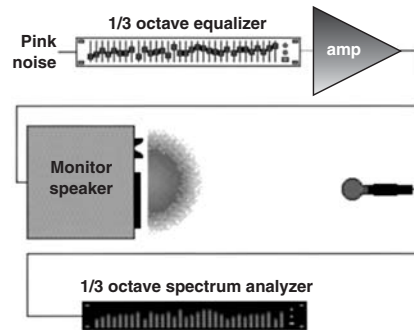 1/3 octave equalizer
Pink
noise
amp
Monitor
speaker
1/3 octave spectrum analyzer